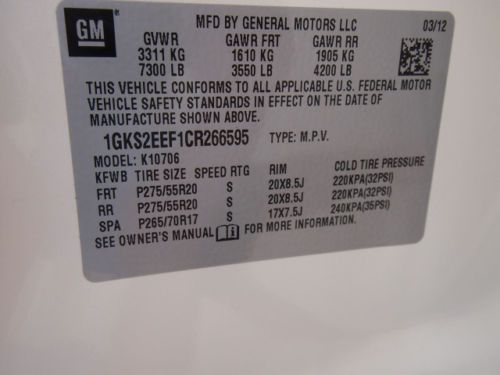 GM
MFD BY GENERAL MOTORS LLC 03/12
GVWR GAWR FRT GAWR RR
3311 KG 1610 KG 1905 KG
7300 LB 3550 LB 4200 LB
THIS VEHICLE CONFORMS TO ALL APPLICABLE U.S. FEDERAL MOTOR
VEHICLE SAFETY STANDARDS IN EFFECT ON THE DATE OF
MANUFACTURE SHOWN ABOVE.
1GKS2EEF1CR266595 TYPE: M.P.V.
MODEL: K10706
KFWB TIRE SIZE SPEED RTG RIM COLD TIRE PRESSURE
FRT P275/55R20 S 20X8.5J 220KPA(32PSI)
RR P275/55R20 S 20X8.5J 220KPA(32PSI)
SPA P265/70R17 S 17X7.5J 240KPA(35PSI)
SEE OWNER'S MANUAL FOR MORE INFORMATION.